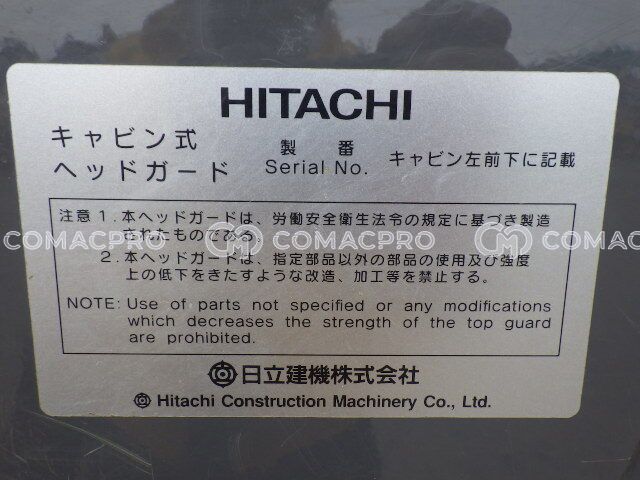 HITACHI
キャビン式
ヘッドガード
製番
Serial No.
キャビン左前下に記載
注意 1. 本ヘッドガードは、労働安全衛生法令の規定に基づき製造
されたものである。
2. 本ヘッドガードは、指定部品以外の部品の使用及び強度
上の低下をきたすような改造、加工等を禁止する。
NOTE: Use of parts not specified or any modifications
which decreases the strength of the top guard
are prohibited.
日立建機株式会社
Hitachi Construction Machinery Co., Ltd.
COMACPRO COMACPRO COMACPRO